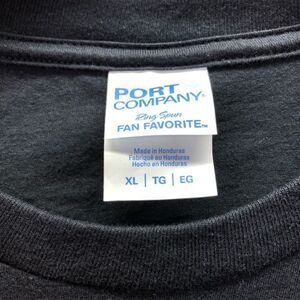 PORT
COMPANY®
Ring Spun
FAN FAVORITE™
Made in Honduras
Fabriqué au Honduras
Hecho en Honduras
XL | TG | EG